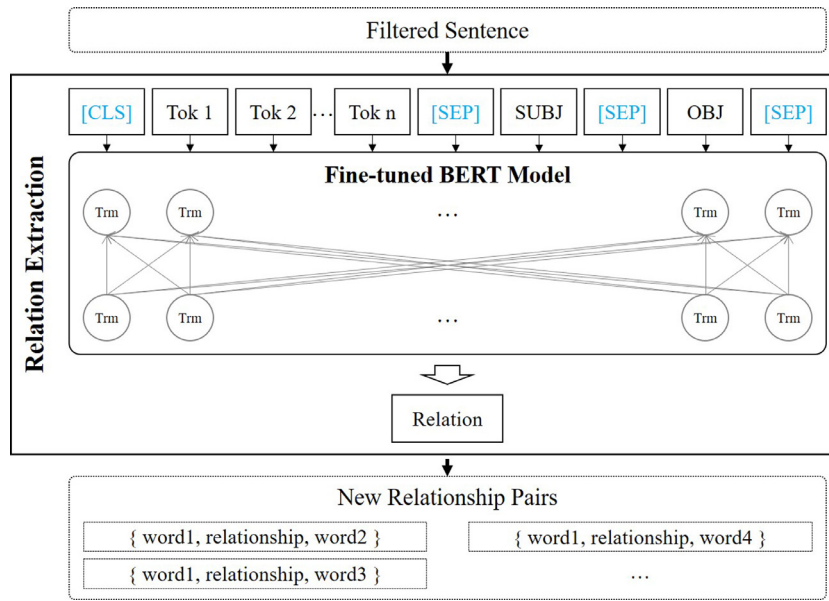 Filtered Sentence
Relation Extraction
[CLS] Tok 1 Tok 2 ... Tok n [SEP] SUBJ [SEP] OBJ [SEP]
Fine-tuned BERT Model
Trm Trm ... Trm Trm
Trm Trm ... Trm Trm
Relation
New Relationship Pairs
{ word1, relationship, word2 } { word1, relationship, word4 }
{ word1, relationship, word3 } ...